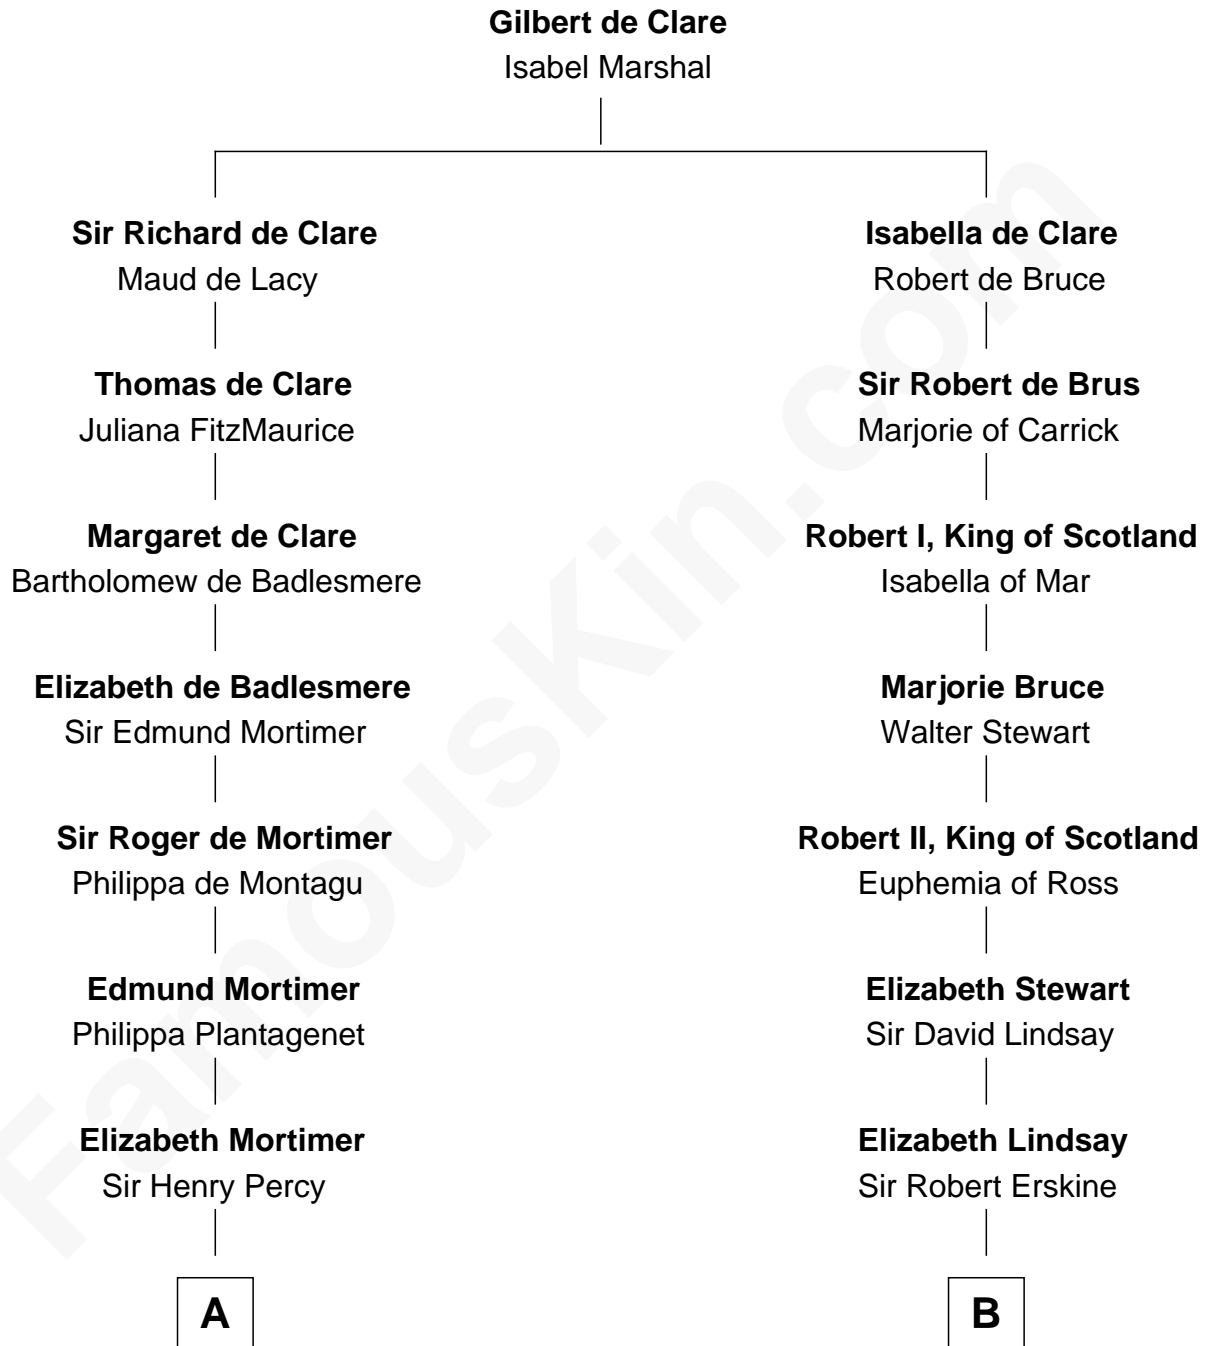 Gilbert de Clare
Isabel Marshal
Sir Richard de Clare
Maud de Lacy
Isabella de Clare
Robert de Bruce
Thomas de Clare
Juliana FitzMaurice
Sir Robert de Brus
Marjorie of Carrick
Margaret de Clare
Bartholomew de Badlesmere
Robert I, King of Scotland
Isabella of Mar
Elizabeth de Badlesmere
Sir Edmund Mortimer
Marjorie Bruce
Walter Stewart
Sir Roger de Mortimer
Philippa de Montagu
Robert II, King of Scotland
Euphemia of Ross
Edmund Mortimer
Philippa Plantagenet
Elizabeth Stewart
Sir David Lindsay
Elizabeth Mortimer
Sir Henry Percy
Elizabeth Lindsay
Sir Robert Erskine
A
B
FamousKin.com